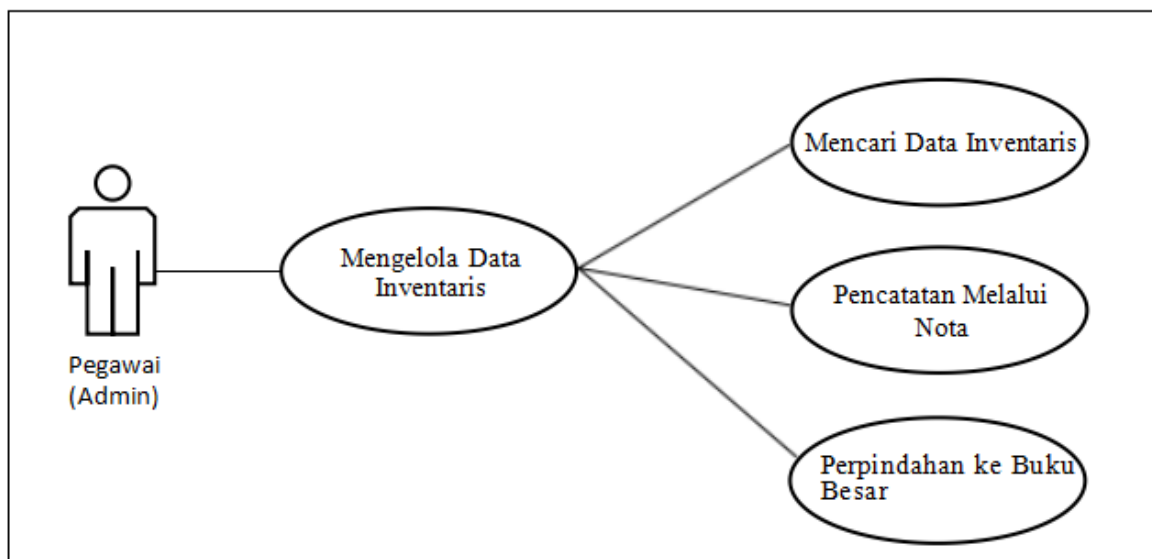 Mencari Data Inventaris
Mengelola Data
Inventaris
Pencatatan Melalui
Nota
Pegawai
(Admin)
Perpindahan ke Buku
Besar